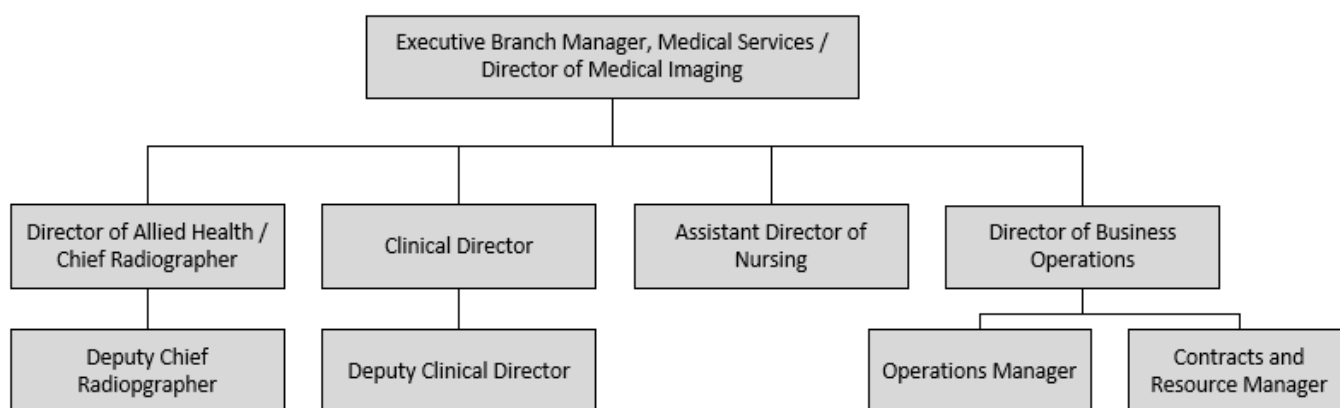 Executive Branch Manager, Medical Services /
Director of Medical Imaging
Director of Allied Health /
Chief Radiographer
Clinical Director
Assistant Director of
Nursing
Director of Business
Operations
Deputy Chief
Radiopgrapher
Deputy Clinical Director
Operations Manager
Contracts and
Resource Manager